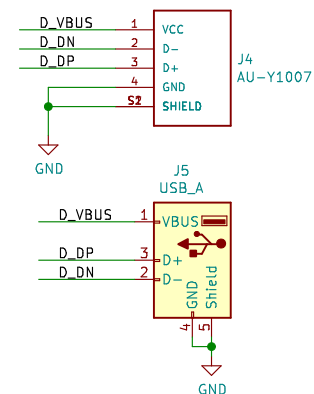 D_VBUS 1 VCC
D_DN 2 D-
D_DP 3 D+
4 GND
SHIELD
J4
AU-Y1007
GND
J5
USB_A
D_VBUS 1 VBUS
D_DP 3 D+
D_DN 2 D-
GND Shield
4 5
GND